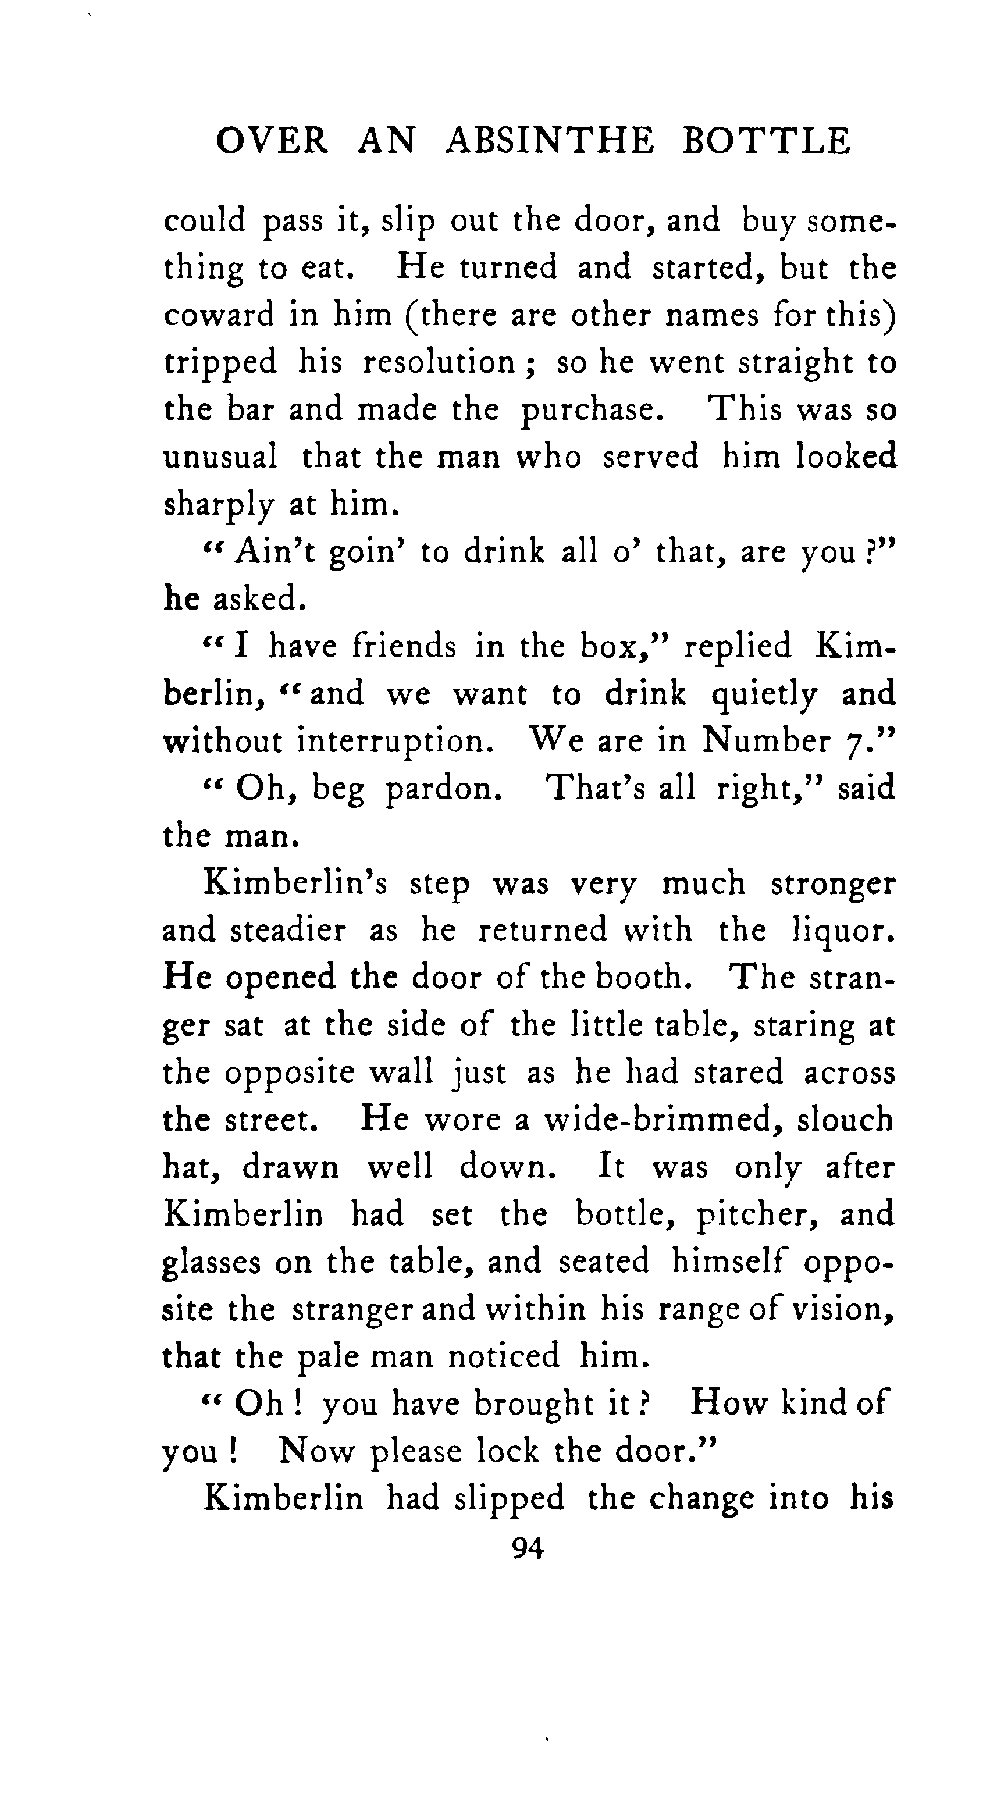 OVER AN ABSINTHE BOTTLE
could pass it, slip out the door, and buy some-
thing to eat. He turned and started, but the
coward in him (there are other names for this)
tripped his resolution ; so he went straight to
the bar and made the purchase. This was so
unusual that the man who served him looked
sharply at him.
“ Ain’t goin’ to drink all o’ that, are you ?”
he asked.
“ I have friends in the box,” replied Kim-
berlin, “ and we want to drink quietly and
without interruption. We are in Number 7.”
“ Oh, beg pardon. That’s all right,” said
the man.
Kimberlin’s step was very much stronger
and steadier as he returned with the liquor.
He opened the door of the booth. The stran-
ger sat at the side of the little table, staring at
the opposite wall just as he had stared across
the street. He wore a wide-brimmed, slouch
hat, drawn well down. It was only after
Kimberlin had set the bottle, pitcher, and
glasses on the table, and seated himself oppo-
site the stranger and within his range of vision,
that the pale man noticed him.
“ Oh ! you have brought it ? How kind of
you ! Now please lock the door.”
Kimberlin had slipped the change into his
94